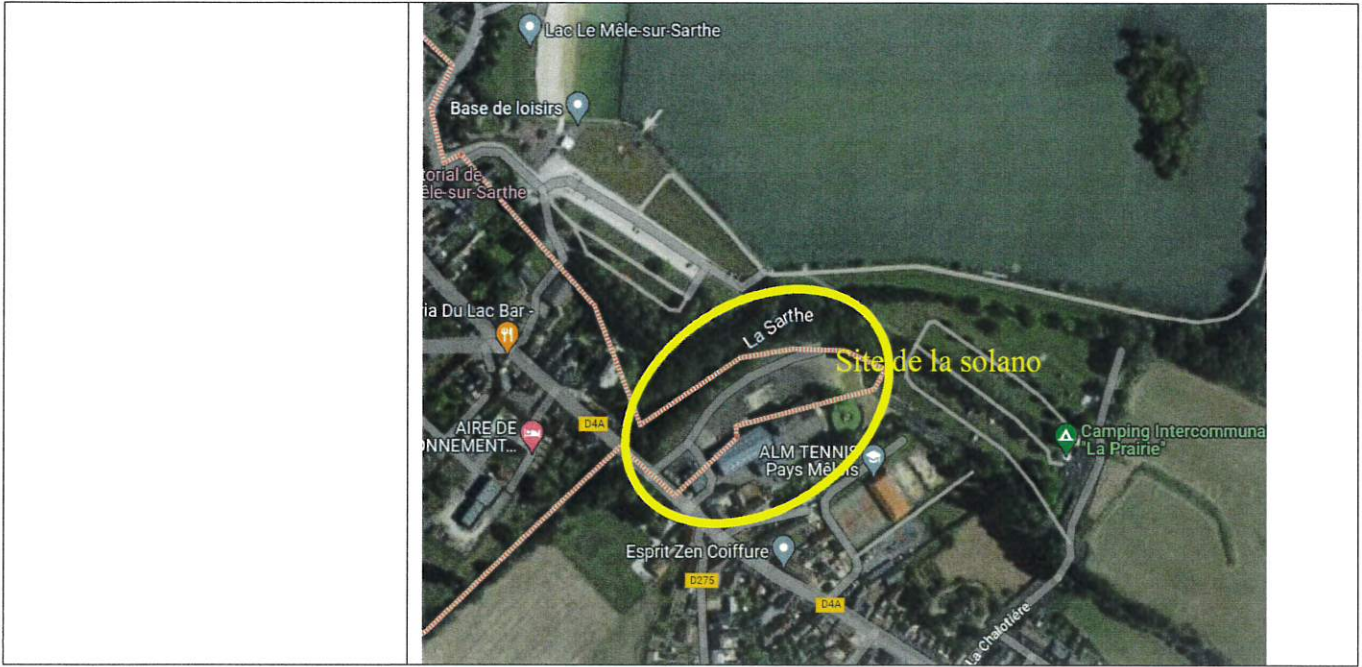 Lac Le Mêle-sur-Sarthe
Base de loisirs
torial de
êle-sur-Sarthe
La Sarthe
ria Du Lac Bar -
Site de la solano
D4A
AIRE DE
ONNEMENT...
ALM TENNIS
Pays Mêlois
Camping Intercommuna
"La Prairie"
Esprit Zen Coiffure
D275
D4A
La Chalotière